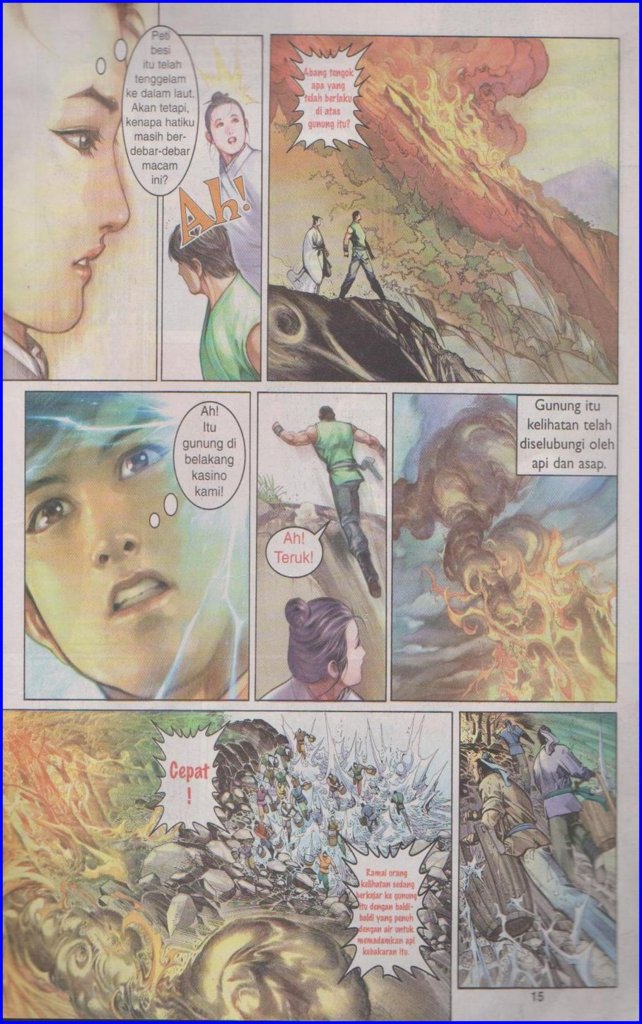 Peti
besi
itu telah
tenggelam
ke dalam laut.
Akan tetapi,
kenapa hatiku
masih ber-
debar-debar
macam
ini?
Ah!
Abang tengok
apa yang
telah berlaku
di atas
gunung itu?
Ah!
Itu
gunung di
belakang
kasino
kami!
Ah!
Teruk!
Gunung itu
kelihatan telah
diselubungi oleh
api dan asap.
Cepat
!
Ramai orang
kelihatan sedang
berkejar ke gunung
itu dengan baldi-
baldi yang penuh
dengan air untuk
memadamkan api
kebakaran itu.
15